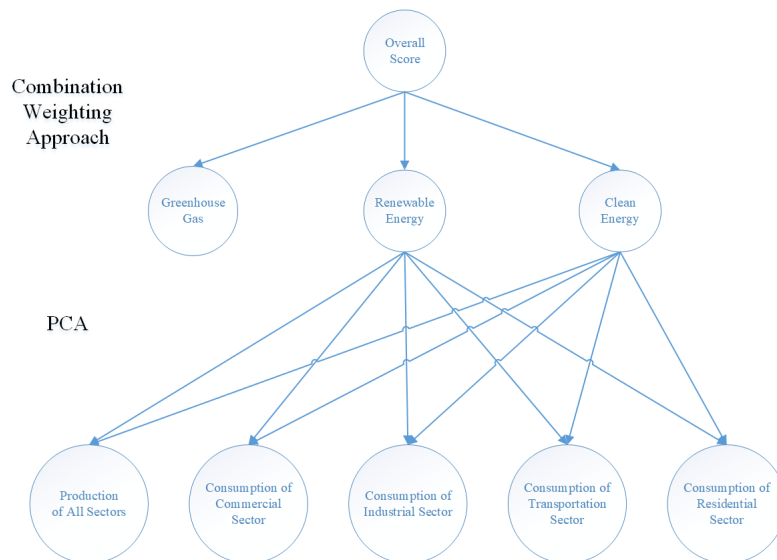 Overall
Score
Combination
Weighting
Approach
Greenhouse
Gas
Renewable
Energy
Clean
Energy
PCA
Production
of All Sectors
Consumption of
Commercial
Sector
Consumption of
Industrial Sector
Consumption of
Transportation
Sector
Consumption of
Residential
Sector